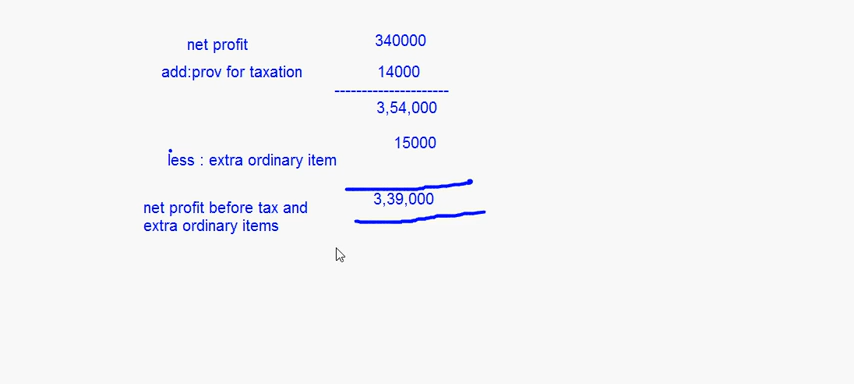 net profit 340000
add:prov for taxation 14000
----------------------
3,54,000
15000
less : extra ordinary item
3,39,000
net profit before tax and
extra ordinary items